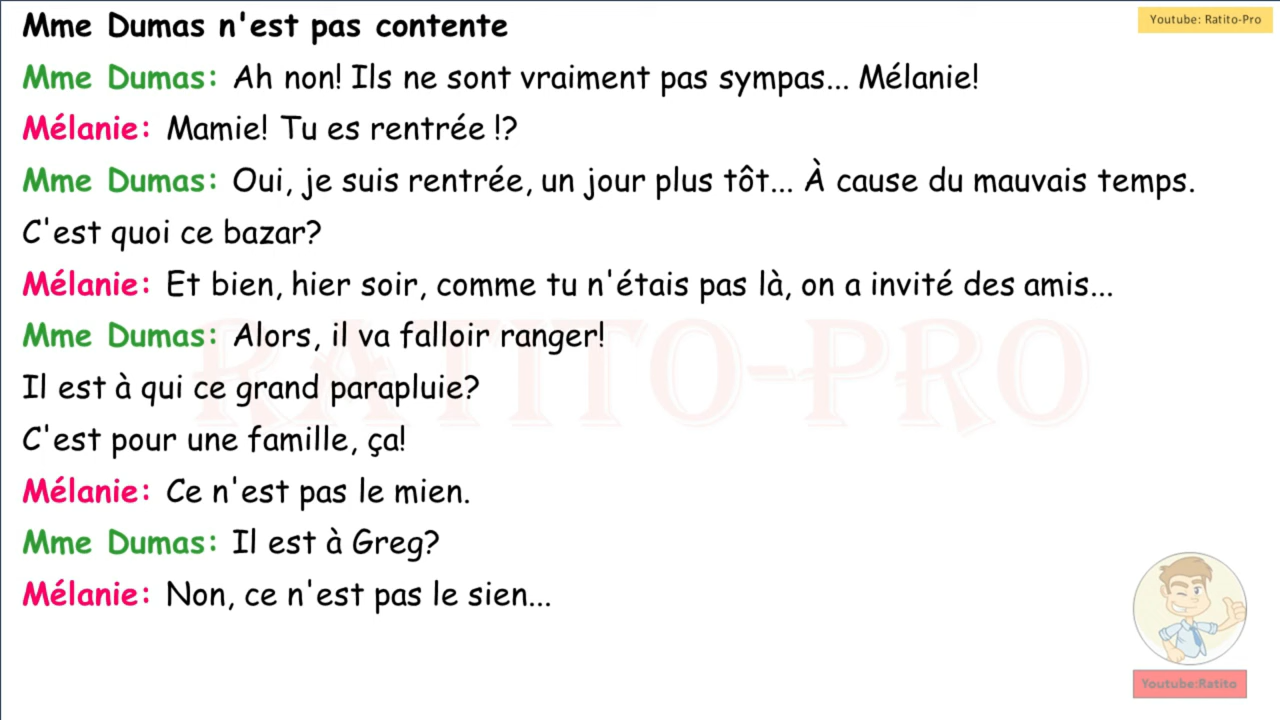 Mme Dumas n'est pas contente
Youtube: Ratito-Pro
Mme Dumas: Ah non! Ils ne sont vraiment pas sympas... Mélanie!
Mélanie: Mamie! Tu es rentrée !?
Mme Dumas: Oui, je suis rentrée, un jour plus tôt... À cause du mauvais temps.
C'est quoi ce bazar?
Mélanie: Et bien, hier soir, comme tu n'étais pas là, on a invité des amis...
Mme Dumas: Alors, il va falloir ranger!
RATITO-PRO
Il est à qui ce grand parapluie?
C'est pour une famille, ça!
Mélanie: Ce n'est pas le mien.
Mme Dumas: Il est à Greg?
Mélanie: Non, ce n'est pas le sien...
Youtube:Ratito